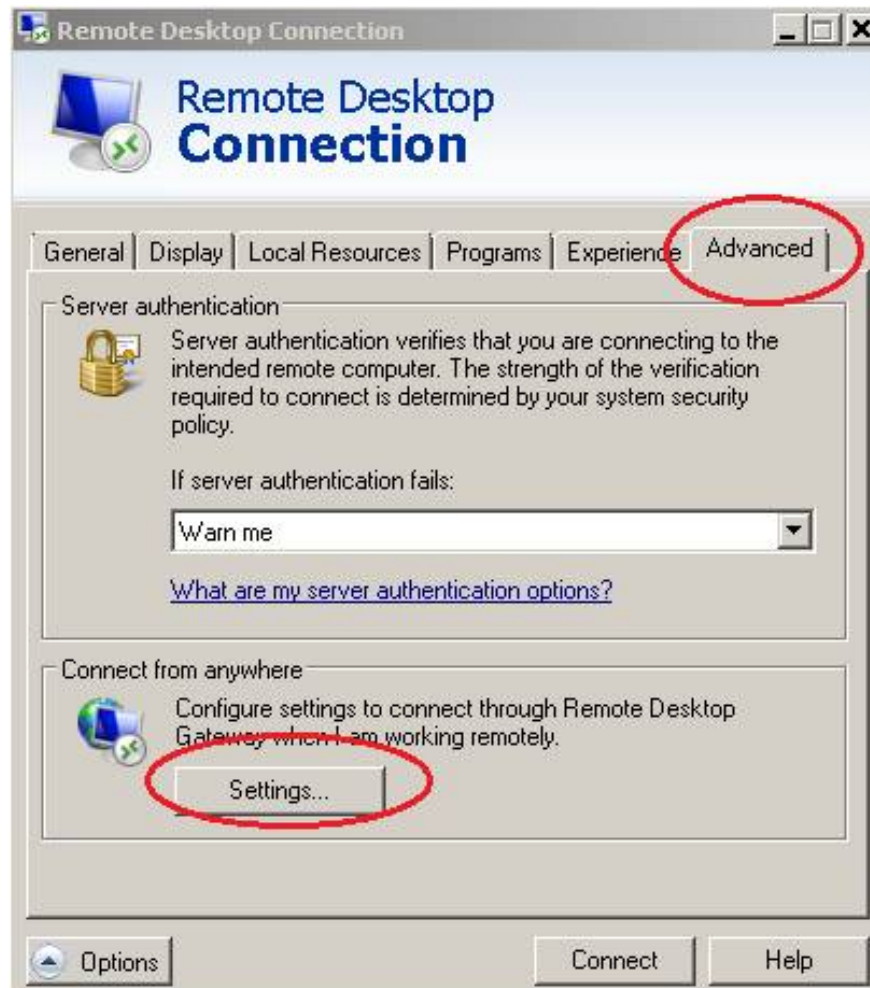 Remote Desktop Connection
Remote Desktop
Connection
General Display Local Resources Programs Experience Advanced
Server authentication
Server authentication verifies that you are connecting to the
intended remote computer. The strength of the verification
required to connect is determined by your system security
policy.
If server authentication fails:
Warn me
What are my server authentication options?
Connect from anywhere
Configure settings to connect through Remote Desktop
Gateway when I am working remotely.
Settings...
Options Connect Help